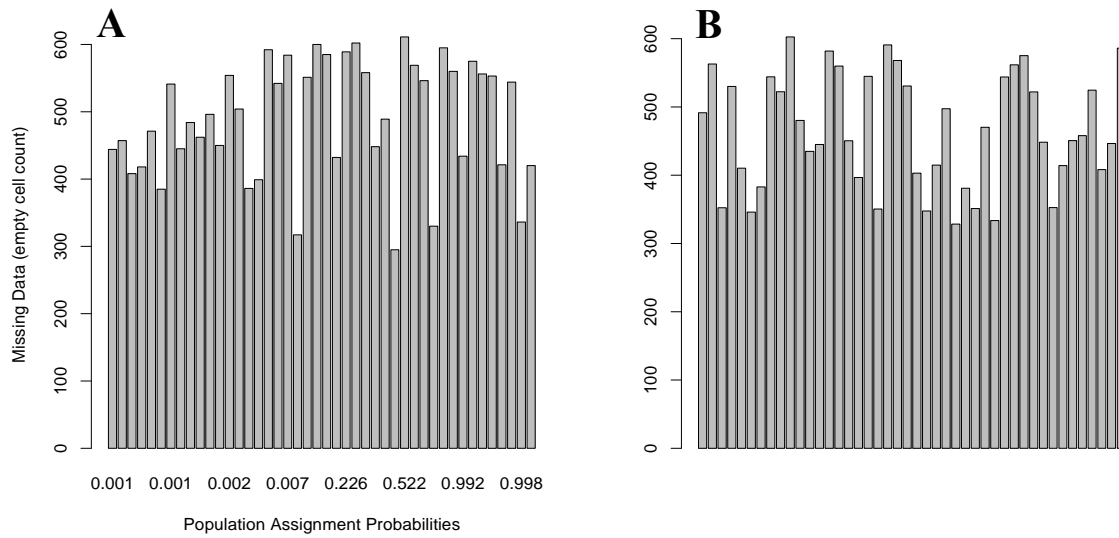 A
B
Missing Data (empty cell count)
600
500
400
300
200
100
0
600
500
400
300
200
100
0
0.001 0.001 0.002 0.007 0.226 0.522 0.992 0.998
Population Assignment Probabilities